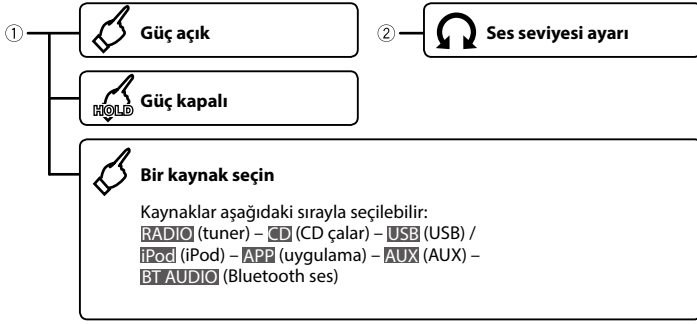 ① Güç açık
② Ses seviyesi ayarı
HOLD Güç kapalı
Bir kaynak seçin
Kaynaklar aşağıdaki sırayla seçilebilir:
RADIO (tuner) – CD (CD çalar) – USB (USB) /
iPod (iPod) – APP (uygulama) – AUX (AUX) –
BT AUDIO (Bluetooth ses)